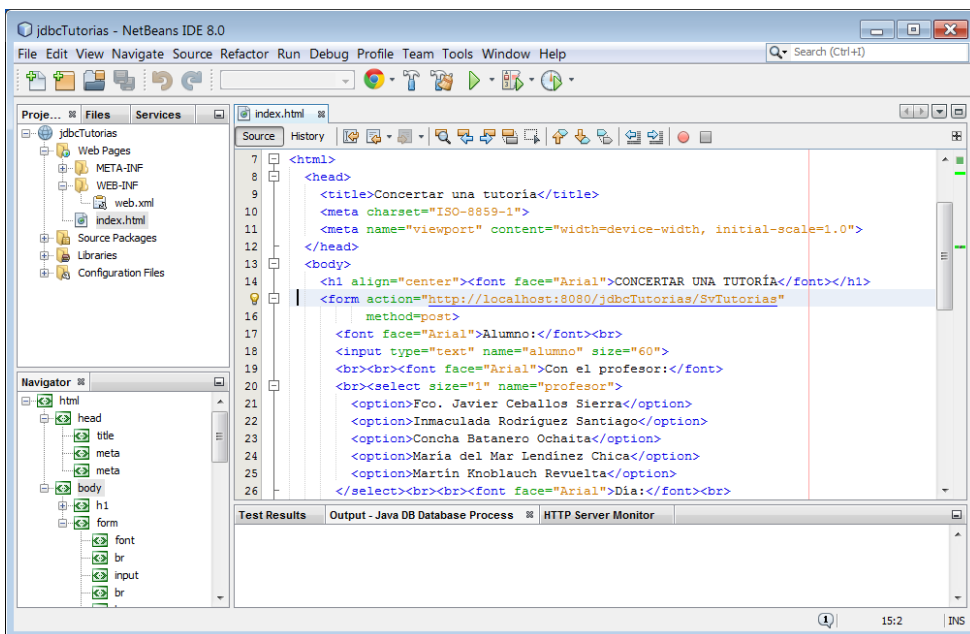 jdbcTutorias - NetBeans IDE 8.0
File Edit View Navigate Source Refactor Run Debug Profile Team Tools Window Help
Search (Ctrl+I)
Proje... Files Services
jdbcTutorias
Web Pages
META-INF
WEB-INF
web.xml
index.html
Source Packages
Libraries
Configuration Files
Navigator
html
head
title
meta
meta
body
h1
form
font
br
input
br
index.html
Source History
7 <html>
8 <head>
9 <title>Concertar una tutoría</title>
10 <meta charset="ISO-8859-1">
11 <meta name="viewport" content="width=device-width, initial-scale=1.0">
12 </head>
13 <body>
14 <h1 align="center"><font face="Arial">CONCERTAR UNA TUTORÍA</font></h1>
<form action="http://localhost:8080/jdbcTutorias/SvTutorias"
16 method=post>
17 <font face="Arial">Alumno:</font><br>
18 <input type="text" name="alumno" size="60">
19 <br><br><font face="Arial">Con el profesor:</font>
20 <br><select size="1" name="profesor">
21 <option>Fco. Javier Ceballos Sierra</option>
22 <option>Inmaculada Rodríguez Santiago</option>
23 <option>Concha Batanero Ochaita</option>
24 <option>María del Mar Lendínez Chica</option>
25 <option>Martín Knoblauch Revuelta</option>
26 </select><br><br><font face="Arial">Día:</font><br>
Test Results Output - Java DB Database Process HTTP Server Monitor
1 15:2 INS